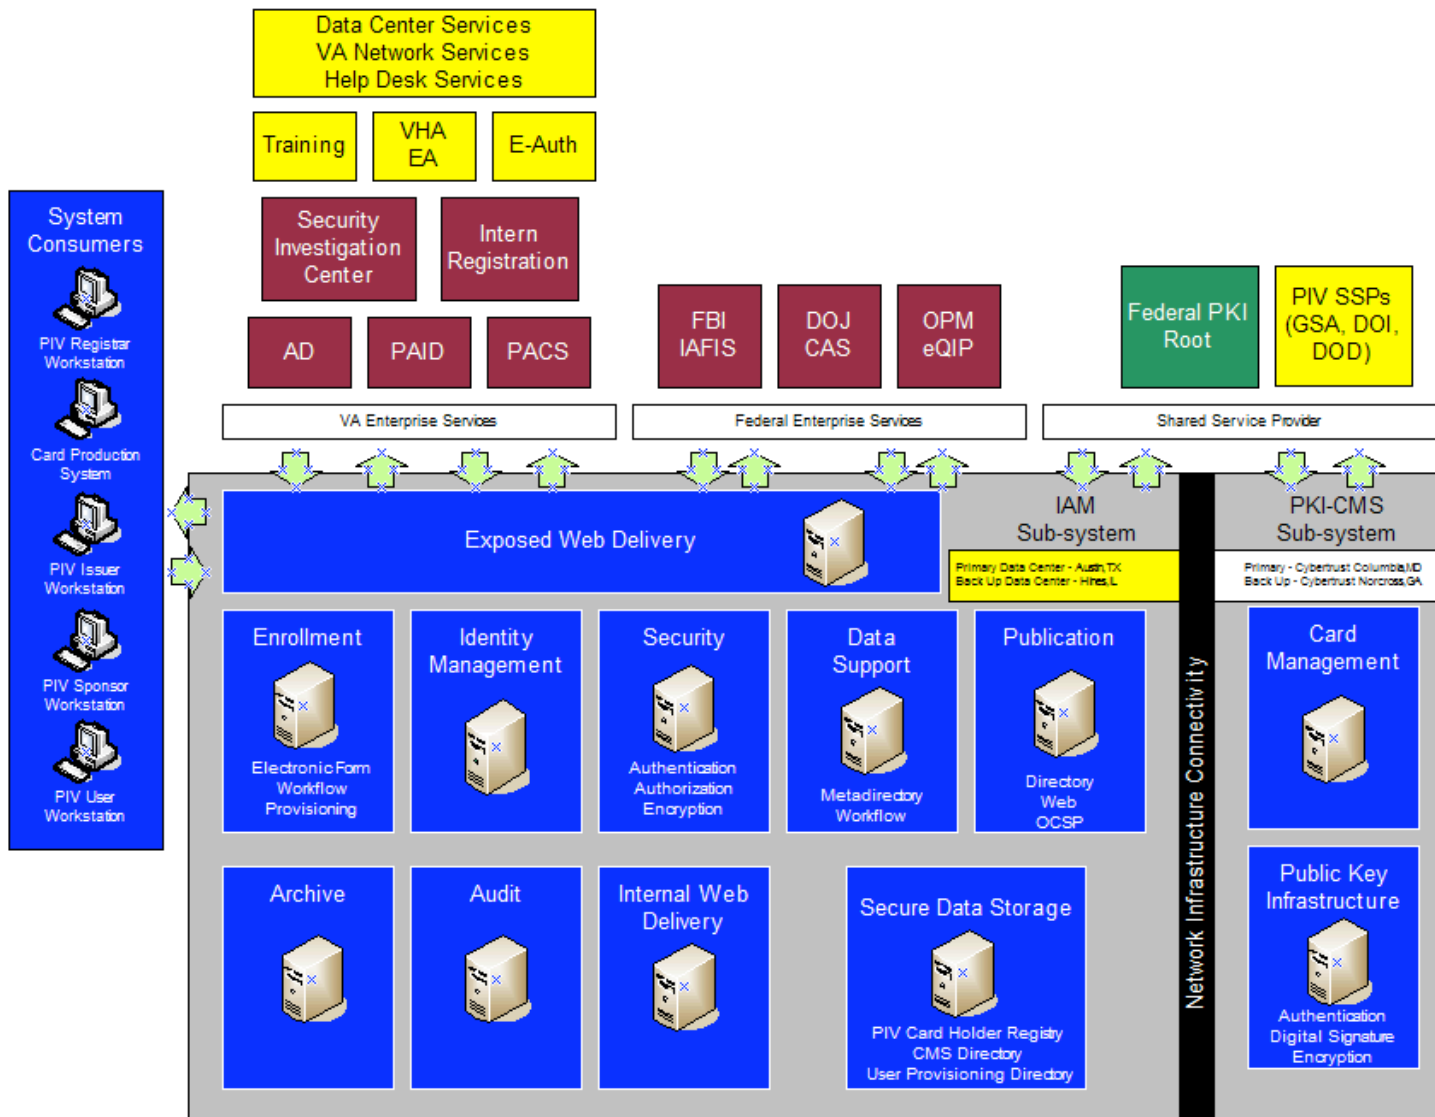 Data Center Services
VA Network Services
Help Desk Services
Training
VHA
EA
E-Auth
System
Consumers
PIV Registrar
Workstation
Card Production
System
PIV Issuer
Workstation
PIV Sponsor
Workstation
PIV User
Workstation
Security
Investigation
Center
Intern
Registration
AD
PAID
PACS
FBI
IAFIS
DOJ
CAS
OPM
eQIP
Federal PKI
Root
PIV SSPs
(GSA, DOI,
DOD)
VA Enterprise Services
Federal Enterprise Services
Shared Service Provider
Exposed Web Delivery
IAM
Sub-system
Primary Data Center - Austin,TX
Back Up Data Center - Hines,IL
PKI-CMS
Sub-system
Primary - Cybertrust Columbia,MD
Back Up - Cybertrust Norcross,GA
Enrollment
Electronic Form
Workflow
Provisioning
Identity
Management
Security
Authentication
Authorization
Encryption
Data
Support
Metadirectory
Workflow
Publication
Directory
Web
OCSP
Network Infrastructure Connectivity
Card
Management
Archive
Audit
Internal Web
Delivery
Secure Data Storage
PIV Card Holder Registry
CMS Directory
User Provisioning Directory
Public Key
Infrastructure
Authentication
Digital Signature
Encryption